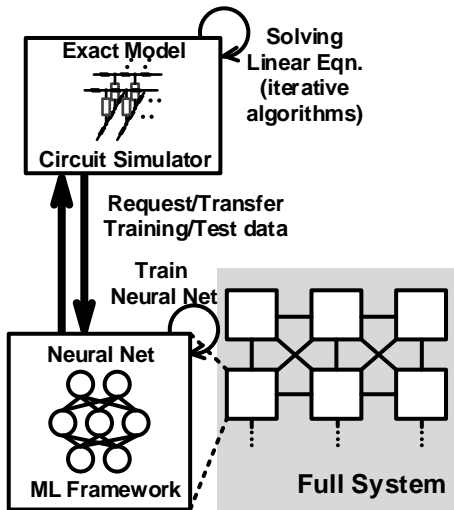 Exact Model
Circuit Simulator
Solving
Linear Eqn.
(iterative
algorithms)
Request/Transfer
Training/Test data
Train
Neural Net
Neural Net
ML Framework
Full System